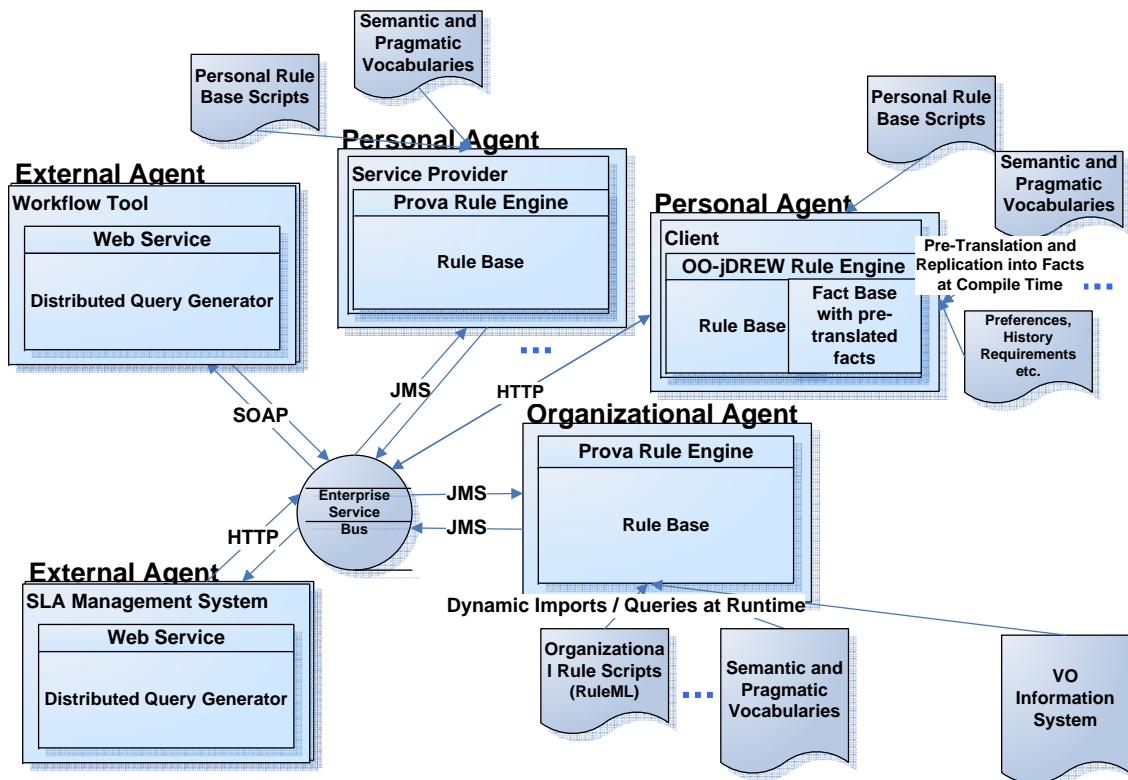 Semantic and
Pragmatic
Vocabularies
Personal Rule
Base Scripts
Personal Agent
Service Provider
Prova Rule Engine
Rule Base
External Agent
Workflow Tool
Web Service
Distributed Query Generator
Personal Rule
Base Scripts
Semantic and
Pragmatic
Vocabularies
Personal Agent
Client
OO-jDREW Rule Engine
Rule Base
Fact Base
with pre-
translated
facts
Pre-Translation and
Replication into Facts
at Compile Time
...
Preferences,
History
Requirements
etc.
...
JMS
HTTP
SOAP
Organizational Agent
Prova Rule Engine
Rule Base
Enterprise
Service
Bus
JMS
JMS
HTTP
External Agent
SLA Management System
Web Service
Distributed Query Generator
Dynamic Imports / Queries at Runtime
Organizationa
l Rule Scripts
(RuleML)
...
Semantic and
Pragmatic
Vocabularies
VO
Information
System